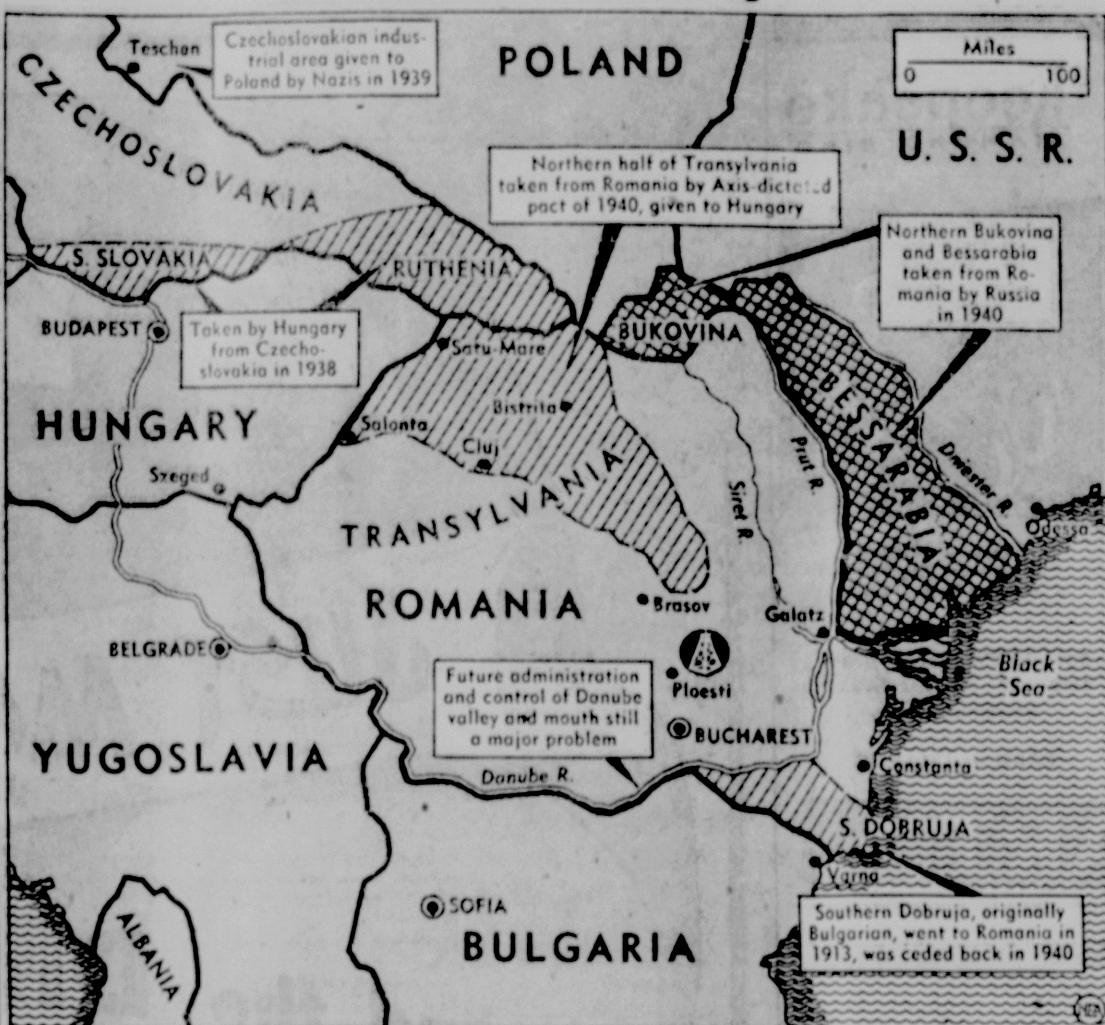 Teschen
Czechoslovakian indus-
trial area given to
Poland by Nazis in 1939
POLAND
Miles
0 100
U. S. S. R.
CZECHOSLOVAKIA
Northern half of Transylvania
taken from Romania by Axis-dictated
pact of 1940, given to Hungary
Northern Bukovina
and Bessarabia
taken from Ro-
mania by Russia
in 1940
S. SLOVAKIA
RUTHENIA
BUDAPEST
Taken by Hungary
from Czecho-
slovakia in 1938
Satu-Mare
BUKOVINA
BESSARABIA
HUNGARY
Salonta
Bistrita
Cluj
Szeged
Prut R.
Siret R.
Dniester R.
Odessa
TRANSYLVANIA
ROMANIA
Brasov
Galatz
BELGRADE
Ploesti
Black
Sea
Future administration
and control of Danube
valley and mouth still
a major problem
BUCHAREST
YUGOSLAVIA
Danube R.
Constanta
S. DOBRUJA
Varna
SOFIA
BULGARIA
ALBANIA
Southern Dobruja, originally
Bulgarian, went to Romania in
1913, was ceded back in 1940
NEA